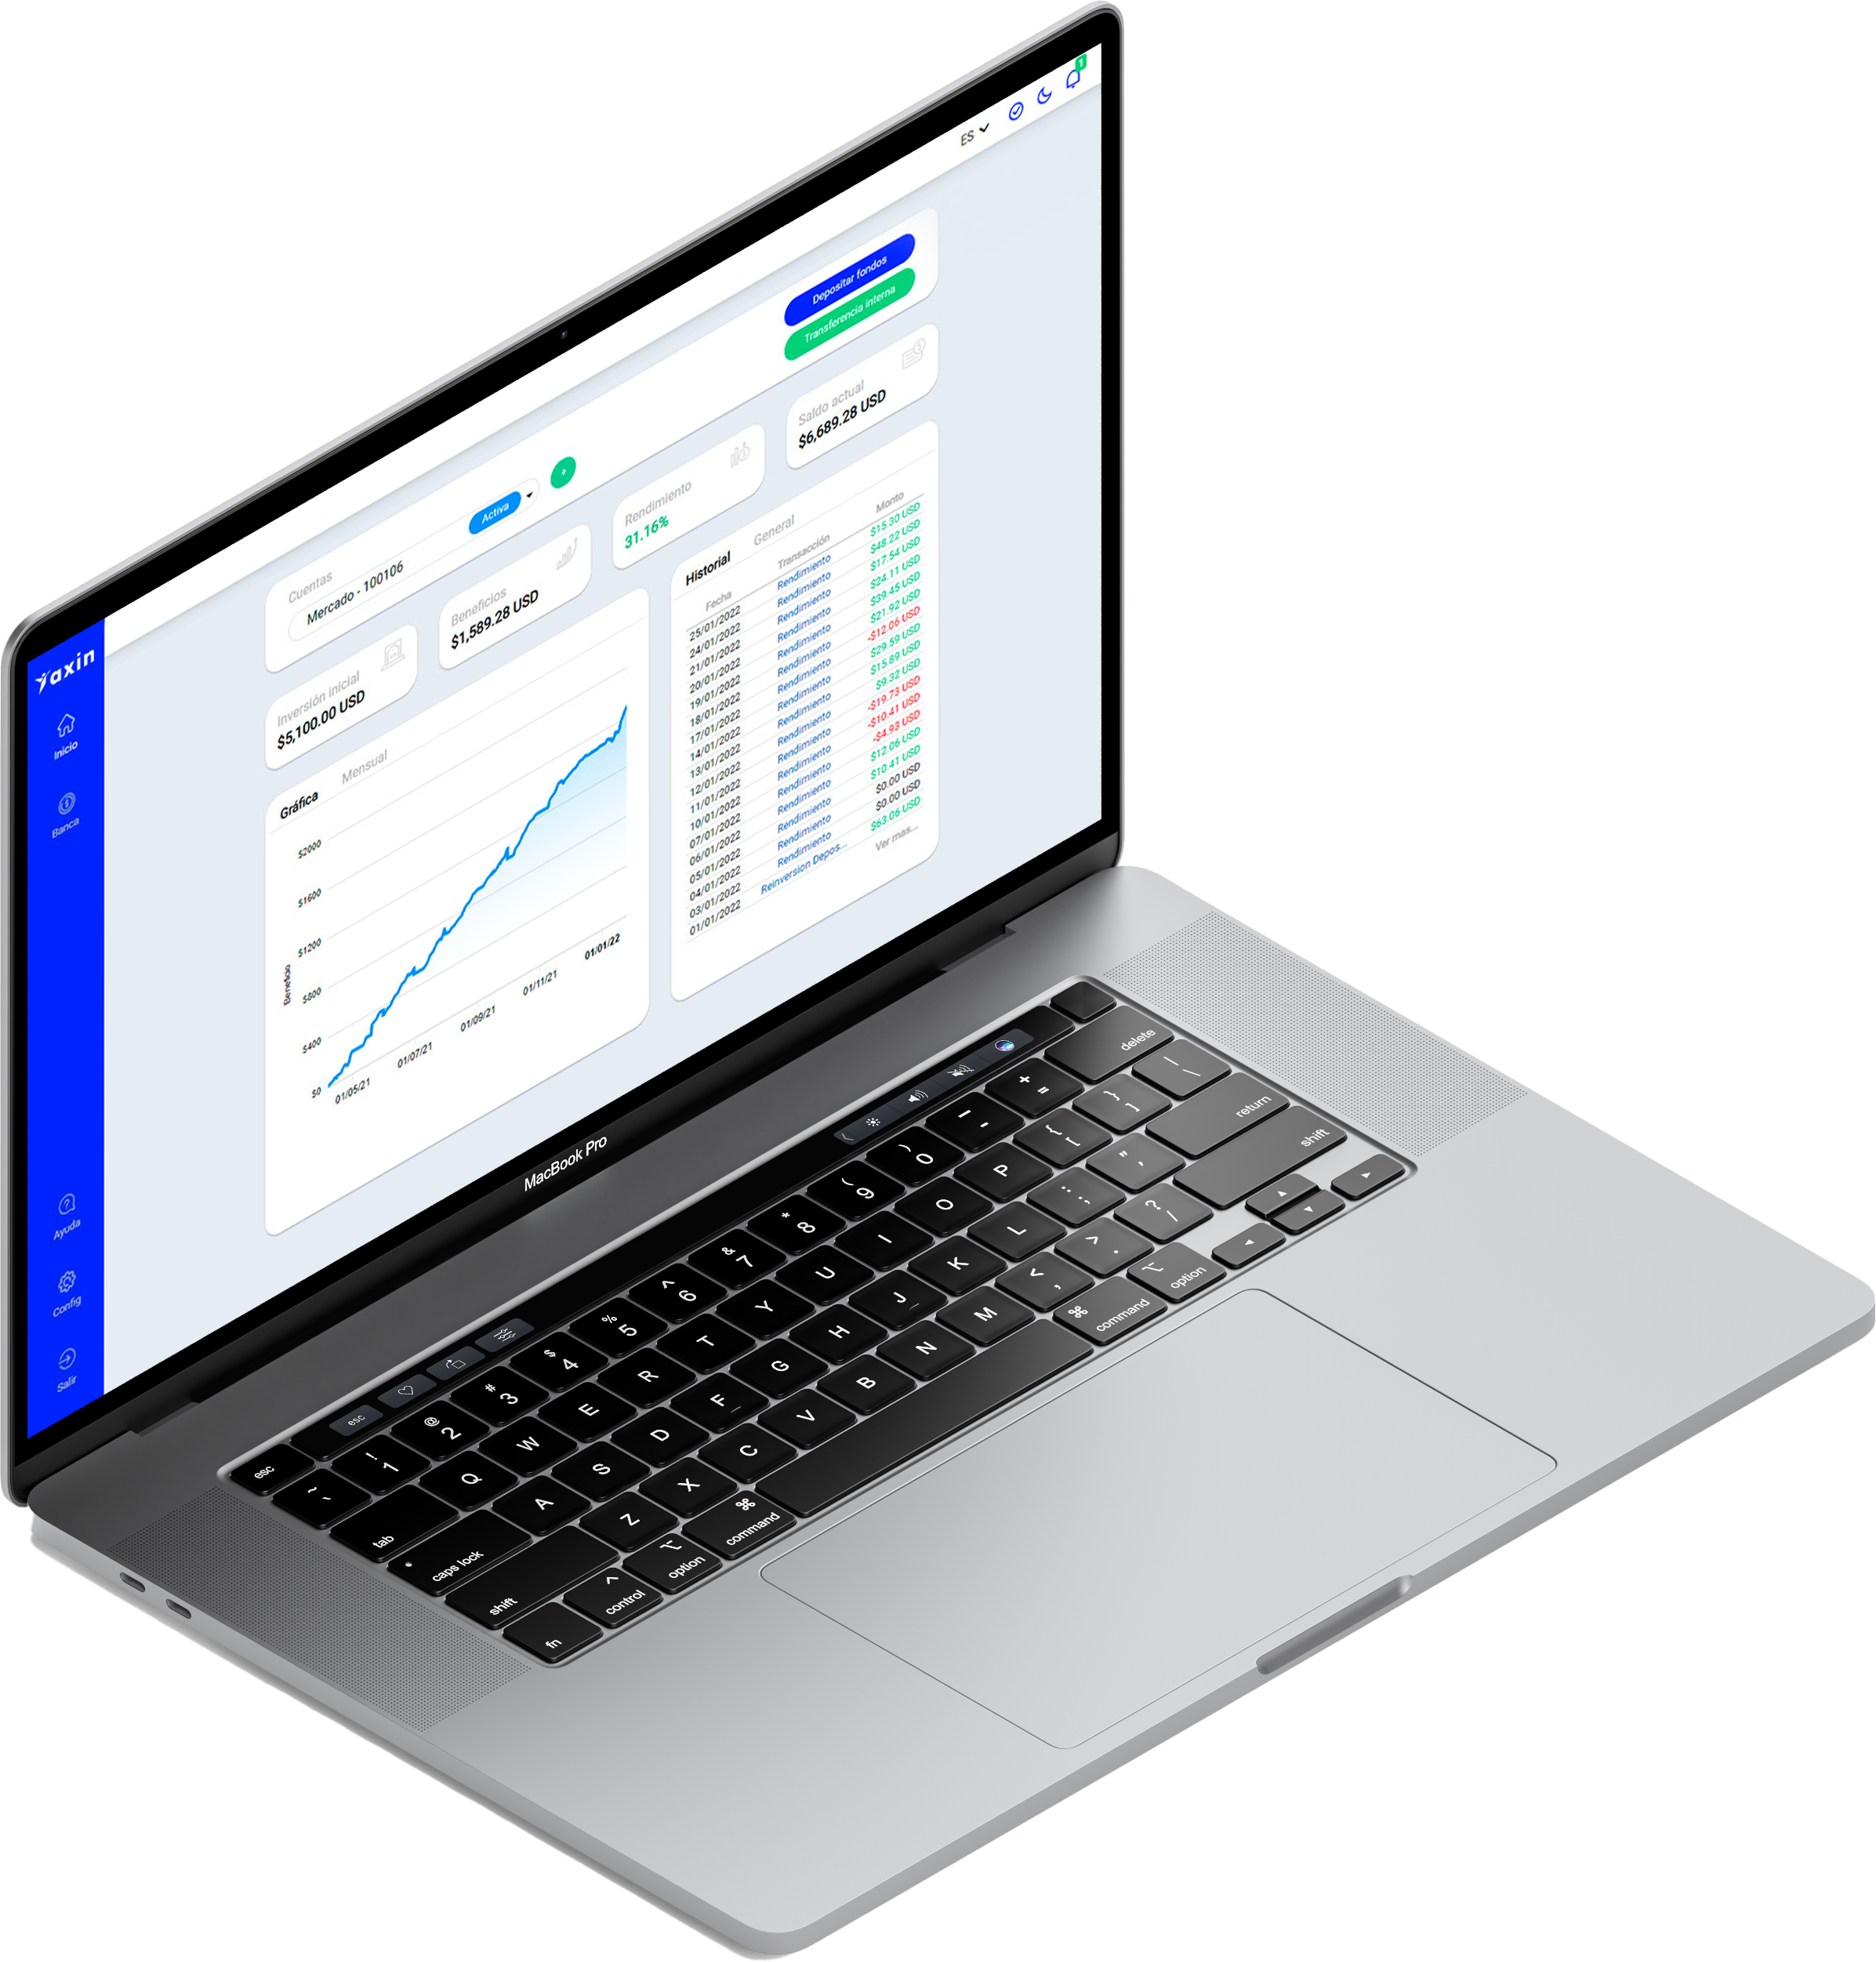 ES
1
Yaxin
Inicio
Banca
Ayuda
Config
Salir
Cuentas
Mercado - 100106
Activa
+
Depositar fondos
Transferencia interna
Inversión inicial
$5,100.00 USD
Beneficios
$1,589.28 USD
Rendimiento
31.16%
Saldo actual
$6,689.28 USD
Gráfica Mensual
Beneficio
$2000
$1600
$1200
$800
$400
$0
01/05/21 01/07/21 01/09/21 01/11/21 01/01/22
Historial General
Fecha Transacción Monto
25/01/2022 Rendimiento $15.30 USD
24/01/2022 Rendimiento $48.22 USD
21/01/2022 Rendimiento $17.54 USD
20/01/2022 Rendimiento $24.11 USD
19/01/2022 Rendimiento $39.45 USD
18/01/2022 Rendimiento $21.92 USD
17/01/2022 Rendimiento -$12.06 USD
14/01/2022 Rendimiento $29.59 USD
13/01/2022 Rendimiento $15.89 USD
12/01/2022 Rendimiento $9.32 USD
11/01/2022 Rendimiento -$19.73 USD
10/01/2022 Rendimiento -$10.41 USD
07/01/2022 Rendimiento -$4.93 USD
06/01/2022 Rendimiento $12.06 USD
05/01/2022 Rendimiento $10.41 USD
04/01/2022 Rendimiento $0.00 USD
03/01/2022 Rendimiento $0.00 USD
01/01/2022 Reinversion Depos... $63.06 USD
Ver mas...
MacBook Pro
esc
esc
~ ` ! 1 @ 2 # 3 $ 4 % 5 ^ 6 & 7 * 8 ( 9 ) 0 _ - + = delete
tab Q W E R T Y U I O P { [ } ] | \
caps lock A S D F G H J K L : ; " ' return
shift Z X C V B N M < , > . ? / shift
fn ^ control ⌥ option ⌘ command ⌘ command ⌥ option ◀ ▲ ▼ ▶